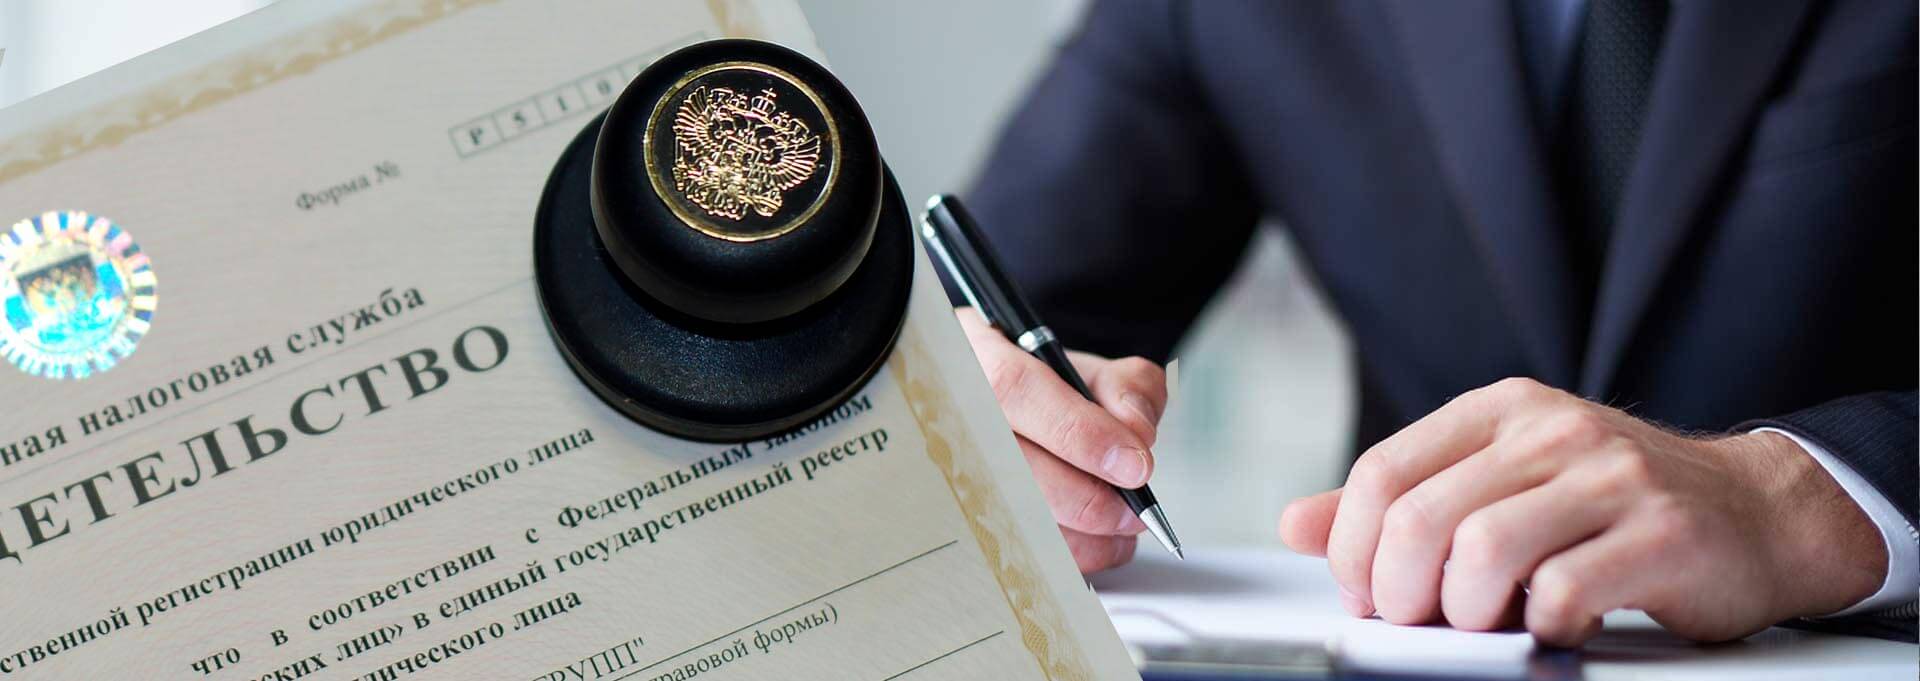 Р 5 1 0
Форма №
ная налоговая служба
ДЕТЕЛЬСТВО
ственной регистрации юридического лица
что в соответствии с Федеральным законом
ских лиц» в единый государственный реестр
дического лица
ГРУПП"
равовой формы)